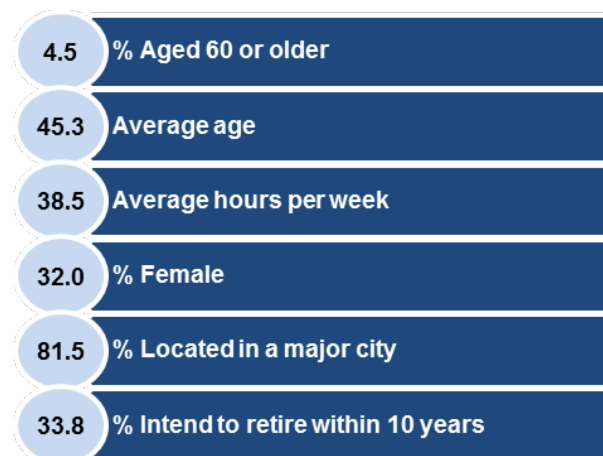 4.5 % Aged 60 or older
45.3 Average age
38.5 Average hours per week
32.0 % Female
81.5 % Located in a major city
33.8 % Intend to retire within 10 years